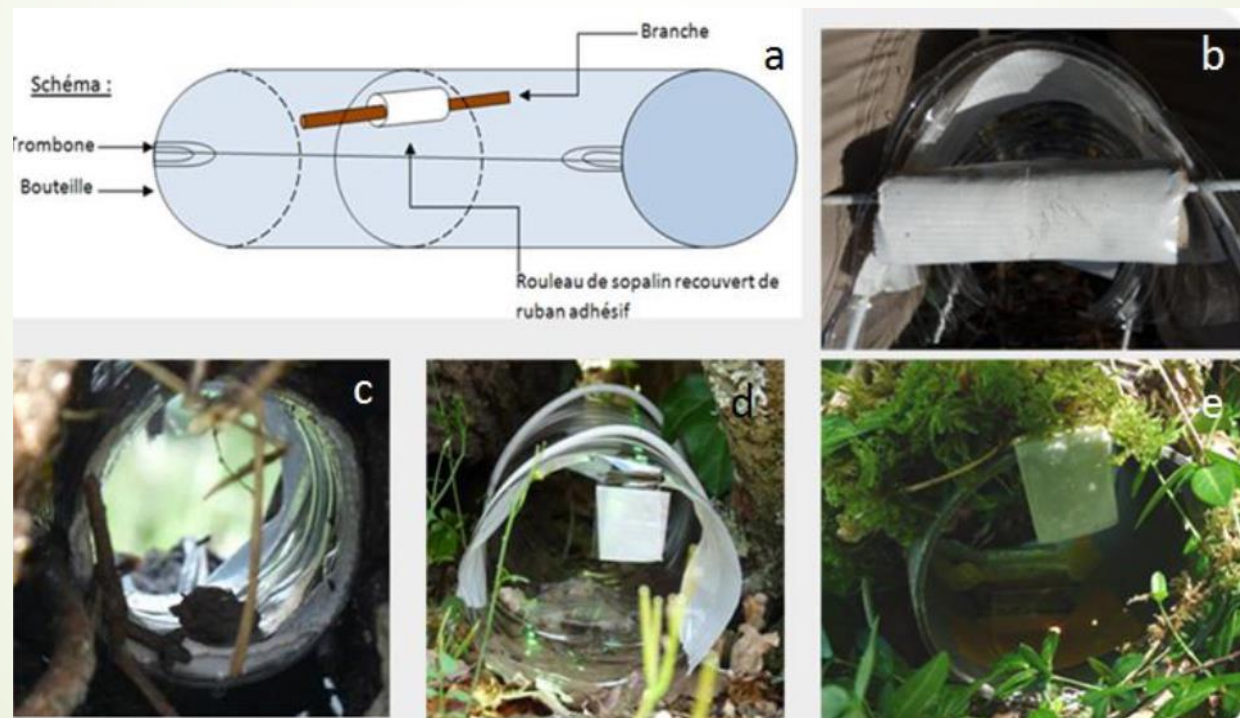 Schéma :
Trombone
Bouteille
Branche
Rouleau de sopalin recouvert de
ruban adhésif
a
b
c
d
e